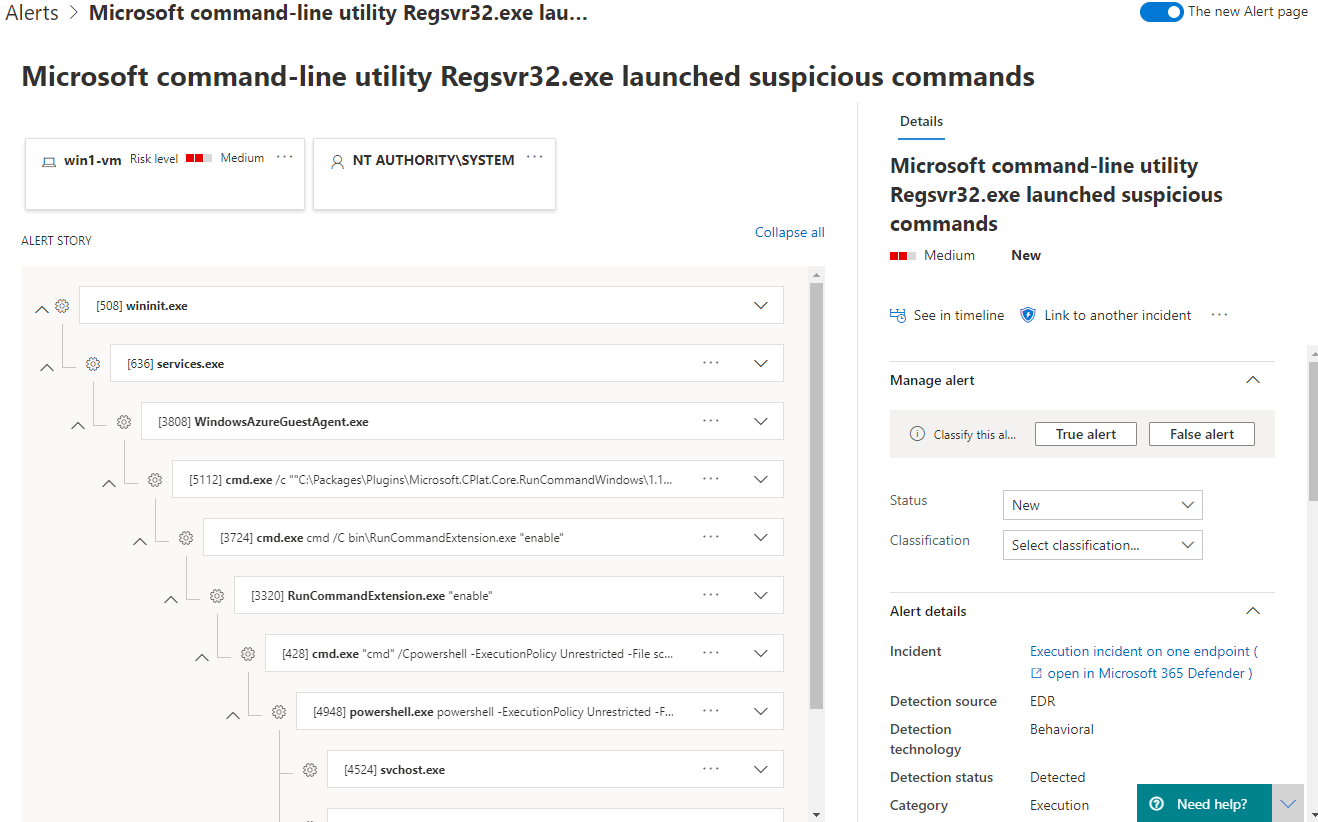 Alerts > Microsoft command-line utility Regsvr32.exe lau...
The new Alert page
Microsoft command-line utility Regsvr32.exe launched suspicious commands
win1-vm Risk level Medium ...
NT AUTHORITY\SYSTEM ...
ALERT STORY
Collapse all
[508] wininit.exe
[636] services.exe ...
[3808] WindowsAzureGuestAgent.exe ...
[5112] cmd.exe /c ""C:\Packages\Plugins\Microsoft.CPlat.Core.RunCommandWindows\1.1... ...
[3724] cmd.exe cmd /C bin\RunCommandExtension.exe "enable" ...
[3320] RunCommandExtension.exe "enable" ...
[428] cmd.exe "cmd" /Cpowershell -ExecutionPolicy Unrestricted -File sc... ...
[4948] powershell.exe powershell -ExecutionPolicy Unrestricted -F... ...
[4524] svchost.exe ...
Details
Microsoft command-line utility
Regsvr32.exe launched suspicious
commands
Medium New
See in timeline Link to another incident ...
Manage alert
Classify this al... True alert False alert
Status New
Classification Select classification...
Alert details
Incident Execution incident on one endpoint (
open in Microsoft 365 Defender )
Detection source EDR
Detection Behavioral
technology
Detection status Detected
Category Execution
Need help?